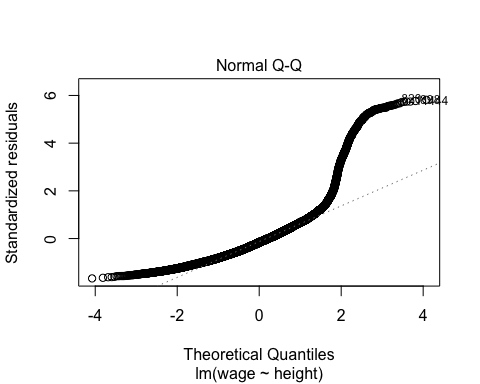 Normal Q-Q
Standardized residuals
6
4
2
0
-4 -2 0 2 4
Theoretical Quantiles
lm(wage ~ height)